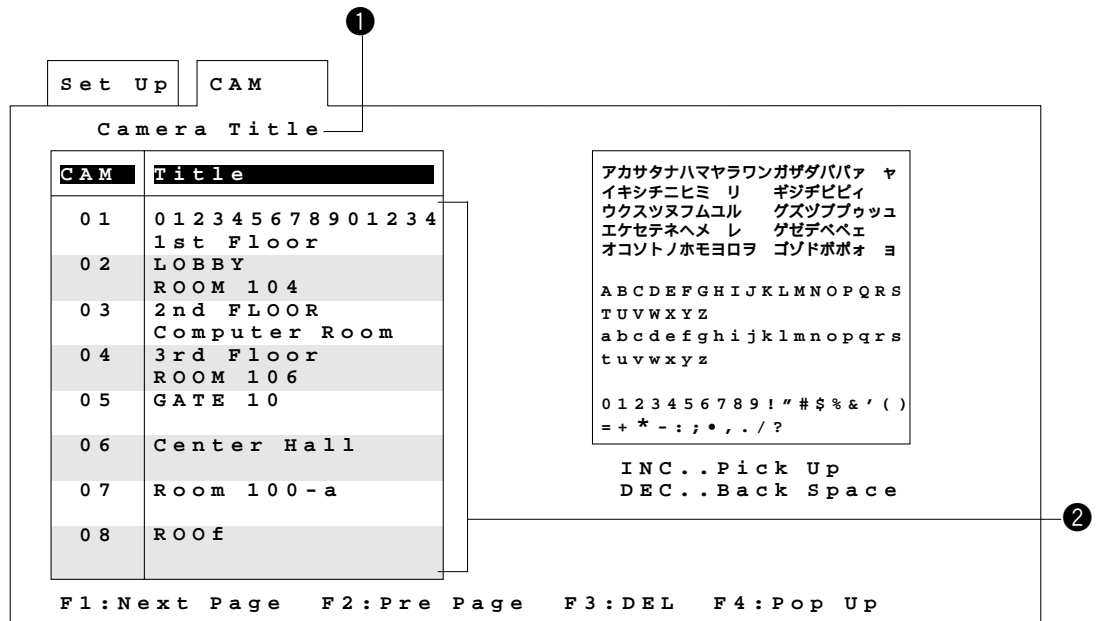 ❶
Set Up CAM
Camera Title
CAM Title
01 012345678901234
1st Floor
02 LOBBY
ROOM 104
03 2nd FLOOR
Computer Room
04 3rd Floor
ROOM 106
05 GATE 10
06 Center Hall
07 Room 100-a
08 ROOf
アカサタナハマヤラワンガザダバパァ ャ
イキシチニヒミ リ ギジヂビピィ
ウクスツヌフムユル グズヅブプゥッュ
エケセテネヘメ レ ゲゼデベペェ
オコソトノホモヨロヲ ゴゾドボポォ ョ
ABCDEFGHIJKLMNOPQRS
TUVWXYZ
abcdefghijklmnopqrs
tuvwxyz
0123456789!"#$%&'()
=+*-:;•,./?
INC..Pick Up
DEC..Back Space
❷
F1:Next Page F2:Pre Page F3:DEL F4:Pop Up